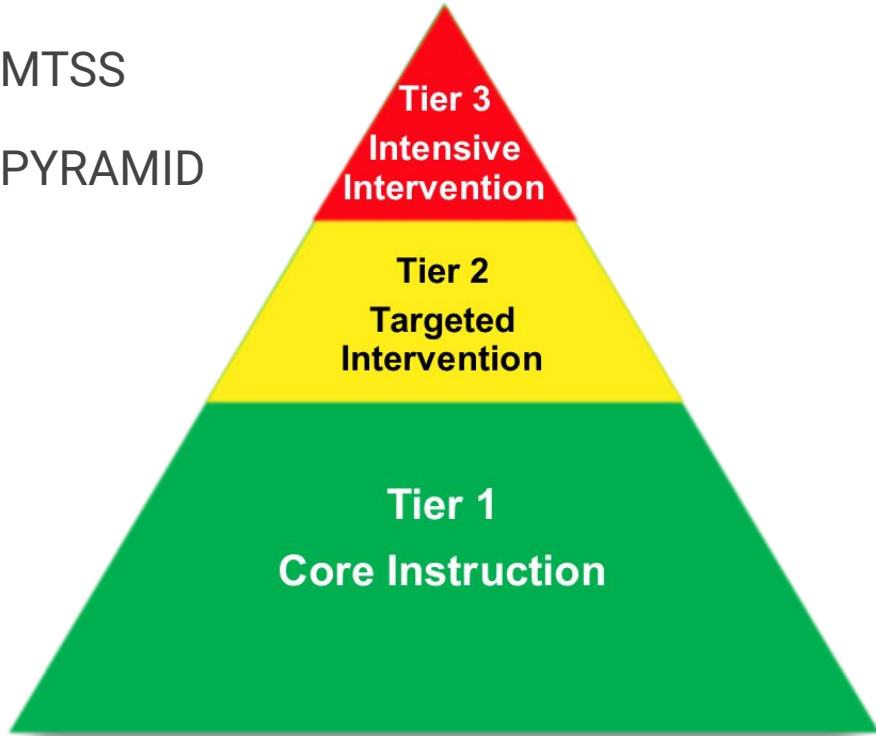 MTSS
PYRAMID
Tier 3
Intensive
Intervention
Tier 2
Targeted
Intervention
Tier 1
Core Instruction